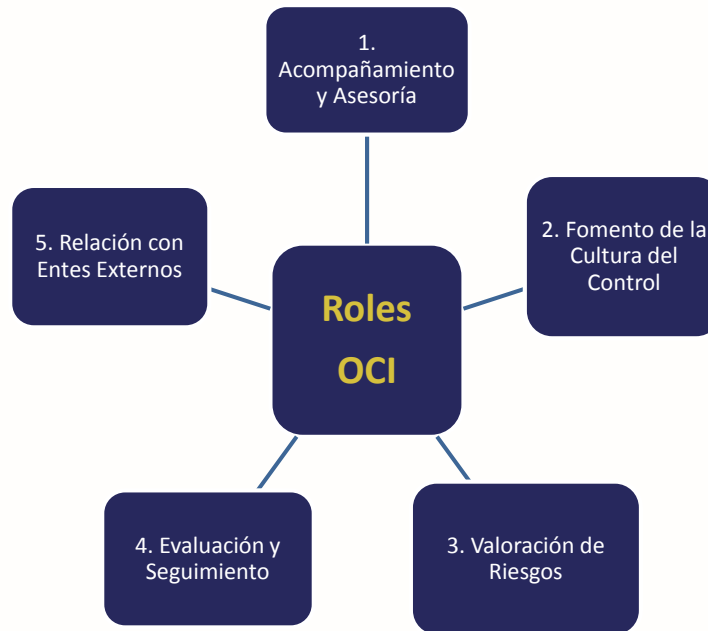 1.
Acompañamiento
y Asesoría
2. Fomento de la
Cultura del
Control
5. Relación con
Entes Externos
Roles
OCI
4. Evaluación y
Seguimiento
3. Valoración de
Riesgos